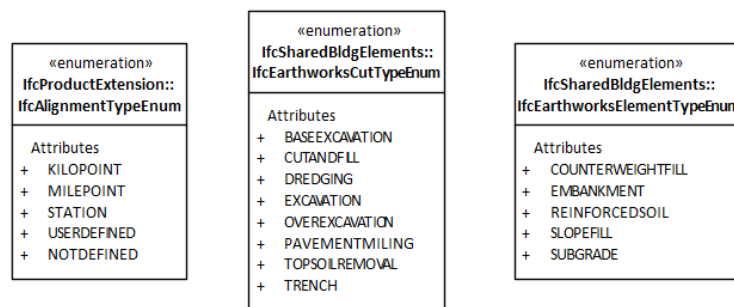 «enumeration»
IfcProductExtension::
IfcAlignmentTypeEnum
Attributes
+ KILOPOINT
+ MILEPOINT
+ STATION
+ USERDEFINED
+ NOTDEFINED
«enumeration»
IfcSharedBldgElements::
IfcEarthworksCutTypeEnum
Attributes
+ BASEEXCAVATION
+ CUTANDFILL
+ DREDGING
+ EXCAVATION
+ OVEREXCAVATION
+ PAVEMENTMILING
+ TOPSOILREMOVAL
+ TRENCH
«enumeration»
IfcSharedBldgElements::
IfcEarthworksElementTypeEnum
Attributes
+ COUNTERWEIGHTFILL
+ EMBANKMENT
+ REINFORCEDSOIL
+ SLOPEFILL
+ SUBGRADE